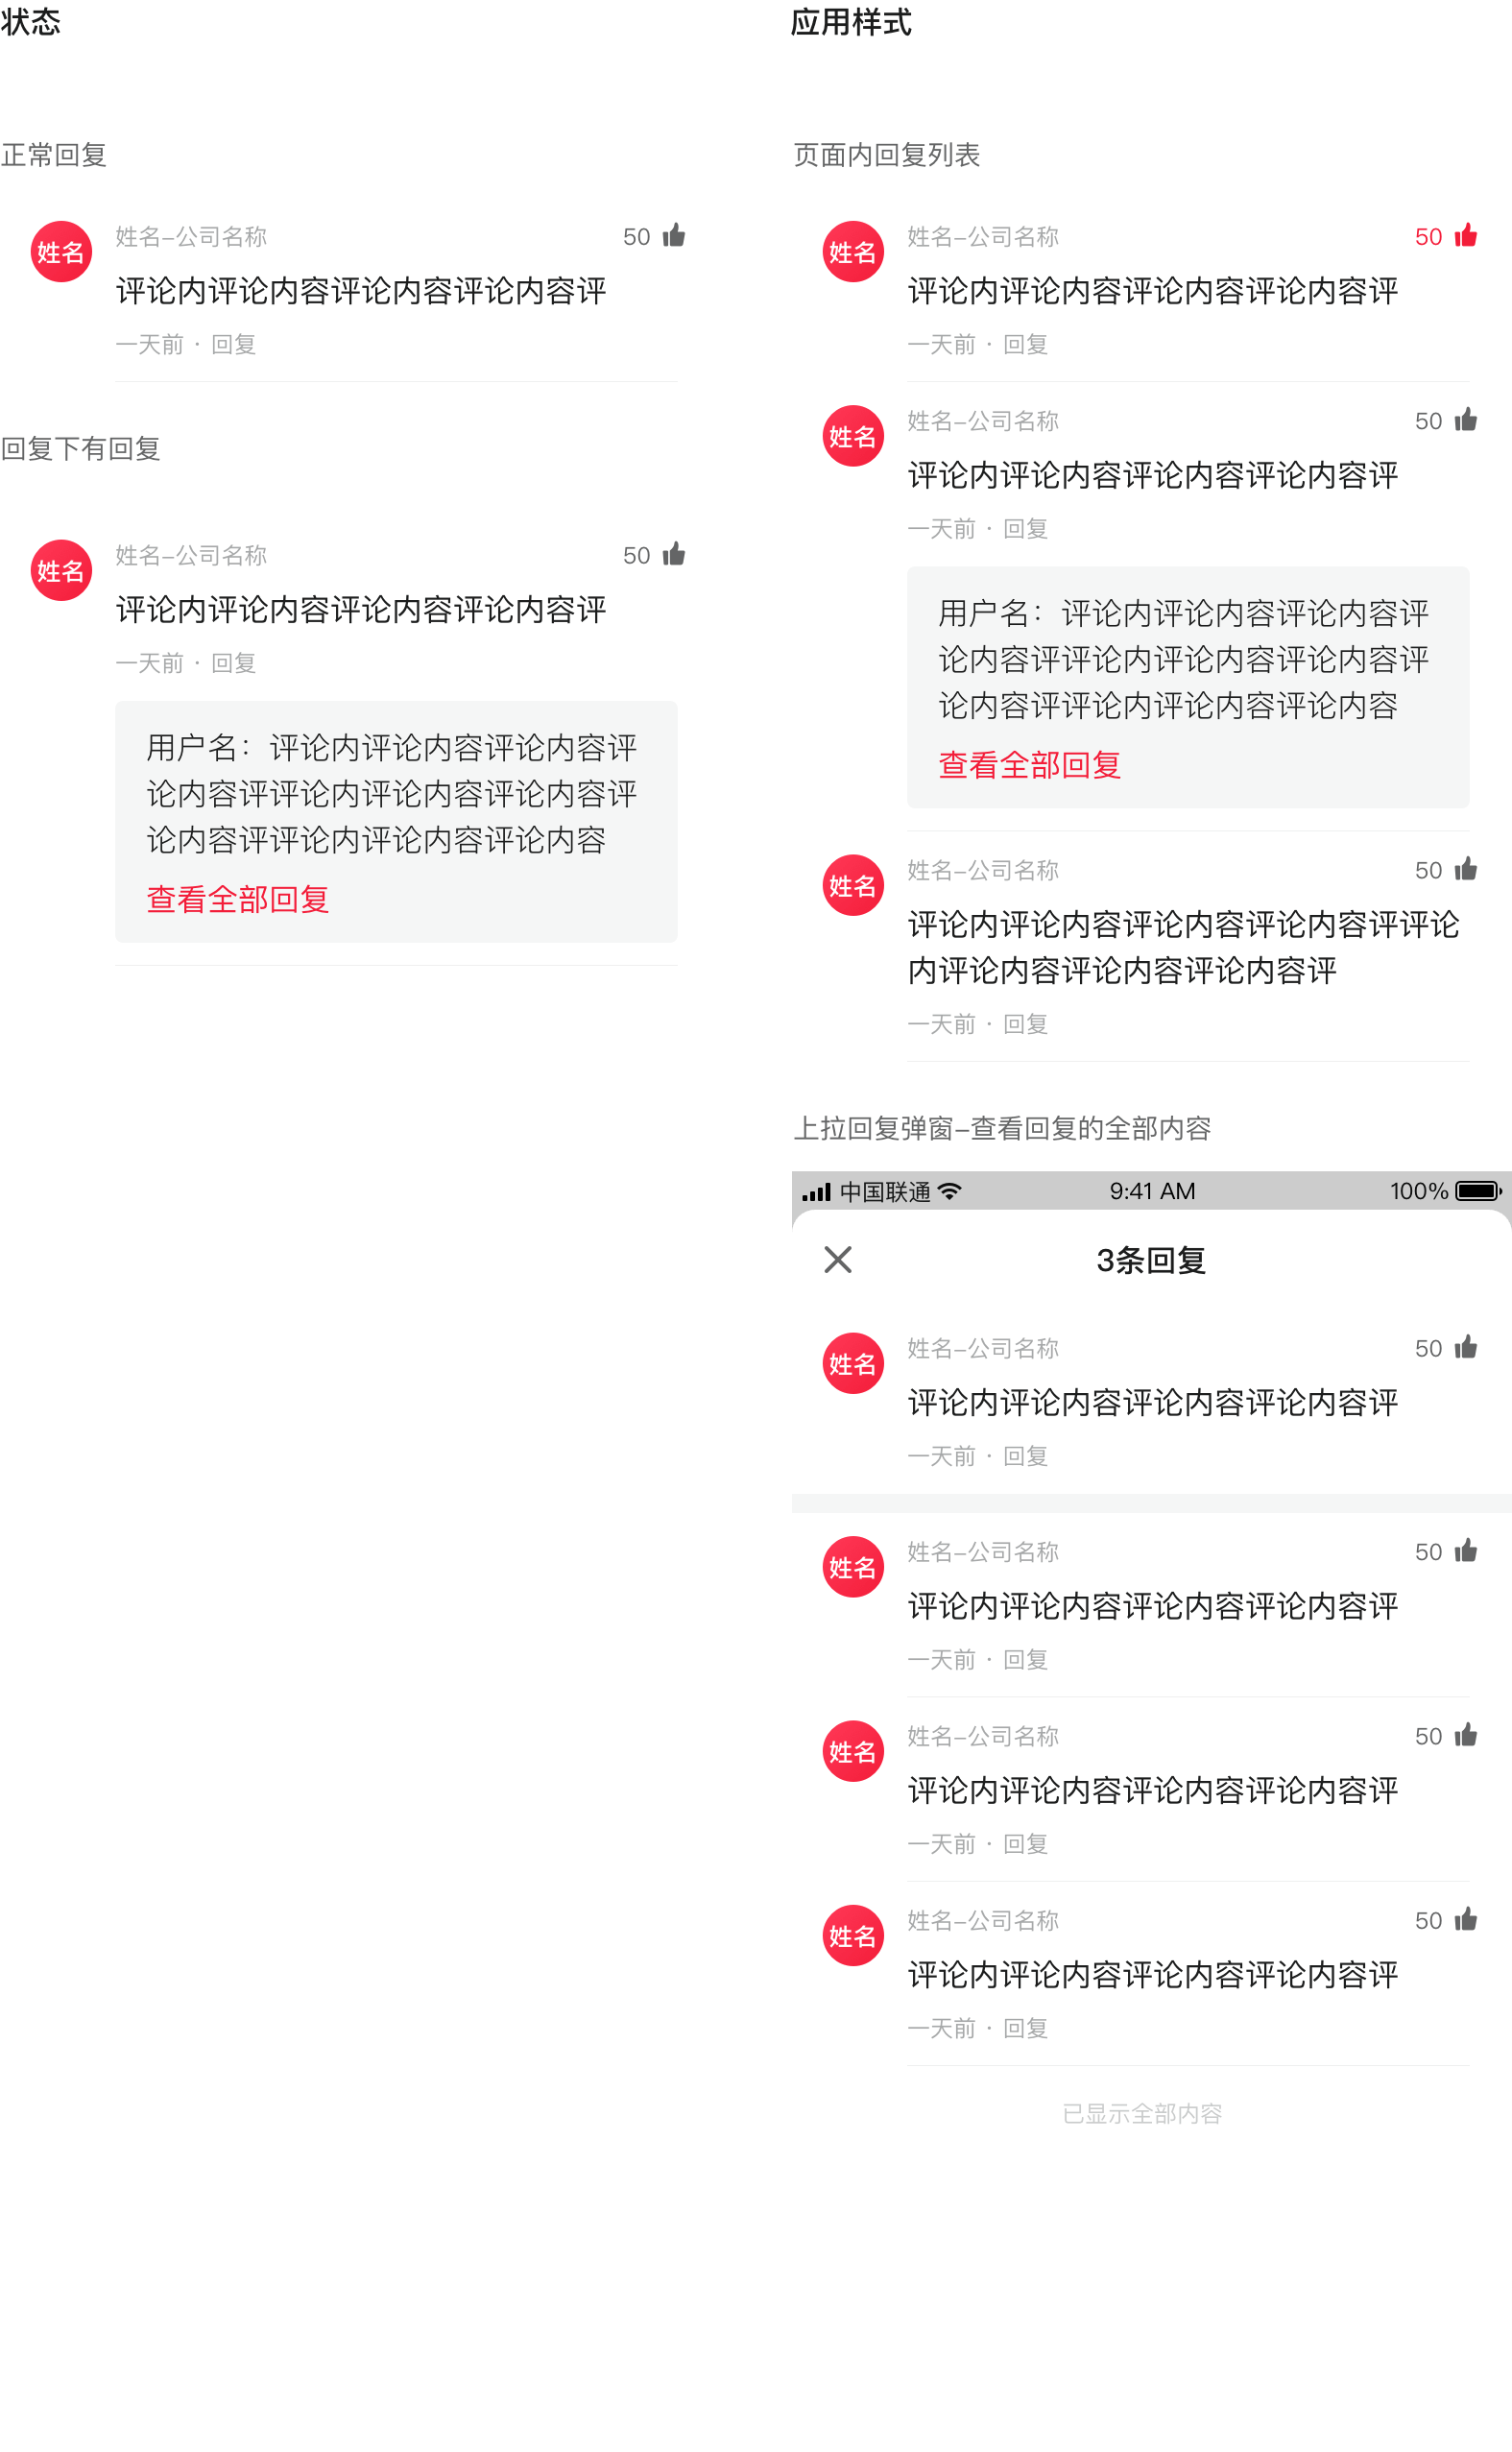 状态
正常回复
姓名
姓名-公司名称
50
评论内评论内容评论内容评论内容评
一天前 · 回复
回复下有回复
姓名
姓名-公司名称
50
评论内评论内容评论内容评论内容评
一天前 · 回复
用户名：评论内评论内容评论内容评
论内容评评论内评论内容评论内容评
论内容评评论内评论内容评论内容
查看全部回复
应用样式
页面内回复列表
姓名
姓名-公司名称
50
评论内评论内容评论内容评论内容评
一天前 · 回复
姓名
姓名-公司名称
50
评论内评论内容评论内容评论内容评
一天前 · 回复
用户名：评论内评论内容评论内容评
论内容评评论内评论内容评论内容评
论内容评评论内评论内容评论内容
查看全部回复
姓名
姓名-公司名称
50
评论内评论内容评论内容评论内容评评论
内评论内容评论内容评论内容评
一天前 · 回复
上拉回复弹窗-查看回复的全部内容
中国联通 9:41 AM 100%
3条回复
姓名
姓名-公司名称
50
评论内评论内容评论内容评论内容评
一天前 · 回复
姓名
姓名-公司名称
50
评论内评论内容评论内容评论内容评
一天前 · 回复
姓名
姓名-公司名称
50
评论内评论内容评论内容评论内容评
一天前 · 回复
姓名
姓名-公司名称
50
评论内评论内容评论内容评论内容评
一天前 · 回复
已显示全部内容